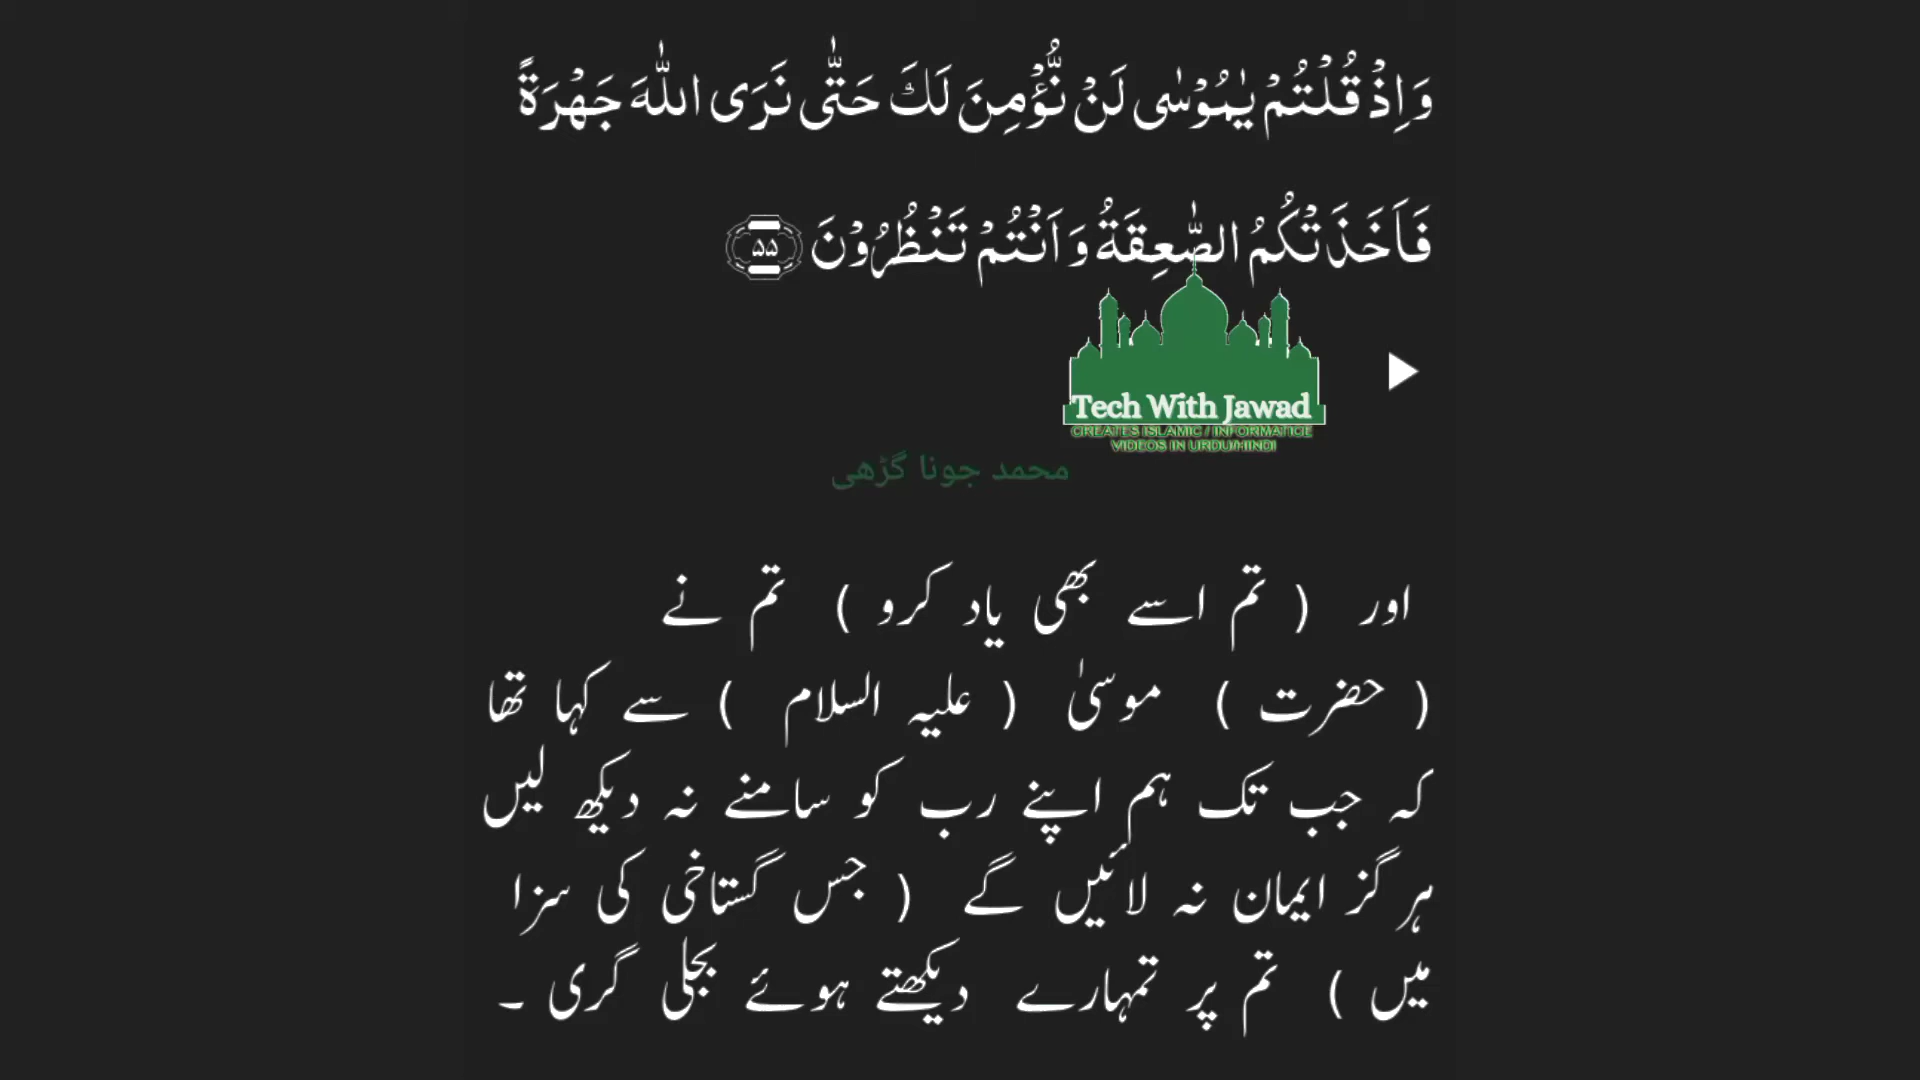 وَاِذْ قُلْتُمْ يٰمُوْسٰى لَنْ نُّؤْمِنَ لَكَ حَتّٰى نَرَى اللّٰهَ جَهْرَةً
فَاَخَذَتْكُمُ الصّٰعِقَةُ وَاَنْتُمْ تَنْظُرُوْنَ ۵۵
Tech With Jawad
CREATES ISLAMIC / INFORMATICE
VIDEOS IN URDU/HINDI
محمد جونا گڑھی
اور ( تم اسے بھی یاد کرو ) تم نے
( حضرت ) موسیٰ ( علیہ السلام ) سے کہا تھا
کہ جب تک ہم اپنے رب کو سامنے نہ دیکھ لیں
ہرگز ایمان نہ لائیں گے ( جس گستاخی کی سزا
میں ) تم پر تمہارے دیکھتے ہوئے بجلی گری ۔